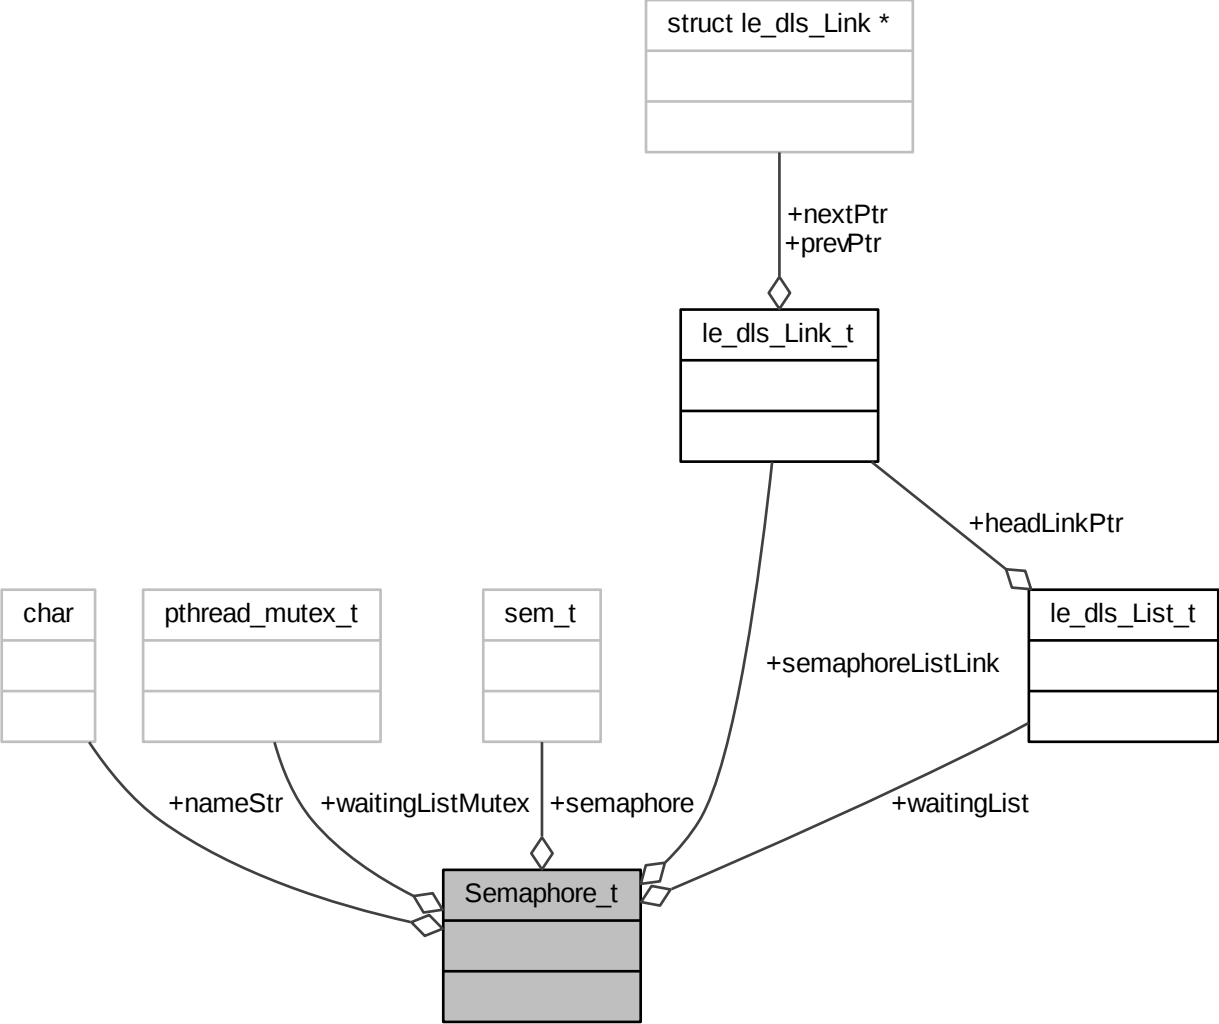 struct le_dls_Link *
+nextPtr
+prevPtr
le_dls_Link_t
+headLinkPtr
char
pthread_mutex_t
sem_t
le_dls_List_t
+semaphoreListLink
+nameStr
+waitingListMutex
+semaphore
+waitingList
Semaphore_t